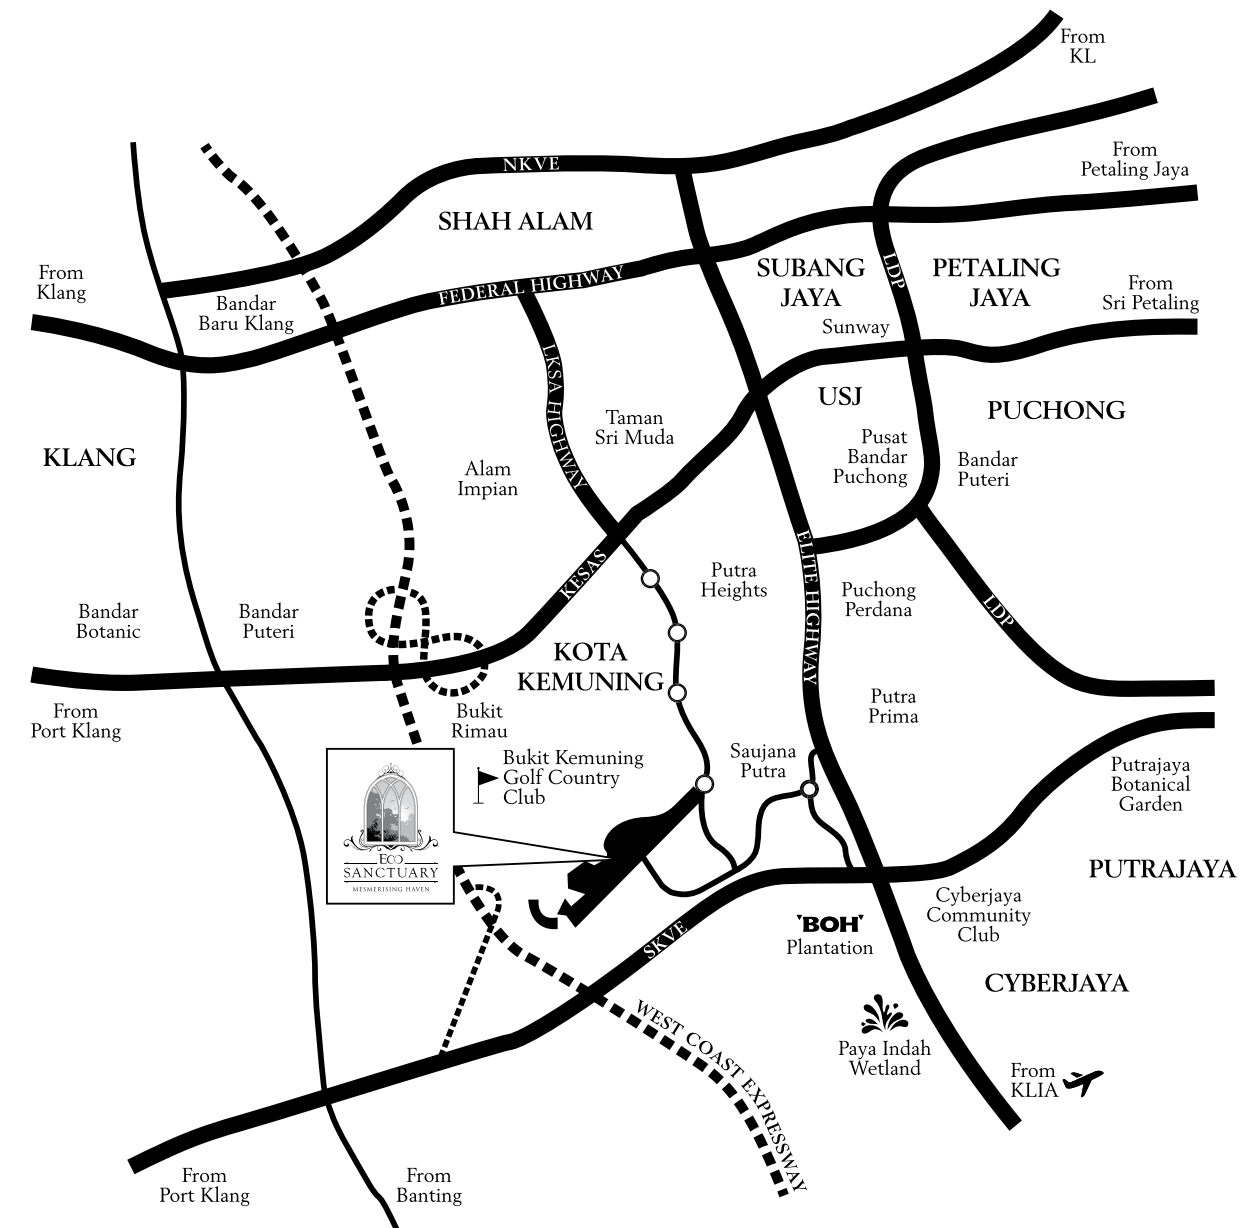 From
KL
From
Petaling Jaya
NKVE
SHAH ALAM
From
Klang
Bandar
Baru Klang
FEDERAL HIGHWAY
SUBANG
JAYA
LDP
PETALING
JAYA
From
Sri Petaling
Sunway
LKSA HIGHWAY
USJ
PUCHONG
Taman
Sri Muda
KLANG
Alam
Impian
Pusat
Bandar
Puchong
Bandar
Puteri
KESAS
ELITE HIGHWAY
Putra
Heights
Puchong
Perdana
LDP
Bandar
Botanic
Bandar
Puteri
KOTA
KEMUNING
Putra
Prima
From
Port Klang
Bukit
Rimau
Bukit Kemuning
Golf Country
Club
Saujana
Putra
Putrajaya
Botanical
Garden
ECO
SANCTUARY
MESMERISING HAVEN
PUTRAJAYA
Cyberjaya
Community
Club
SKVE
BOH
Plantation
CYBERJAYA
WEST COAST EXPRESSWAY
Paya Indah
Wetland
From
KLIA
From
Port Klang
From
Banting